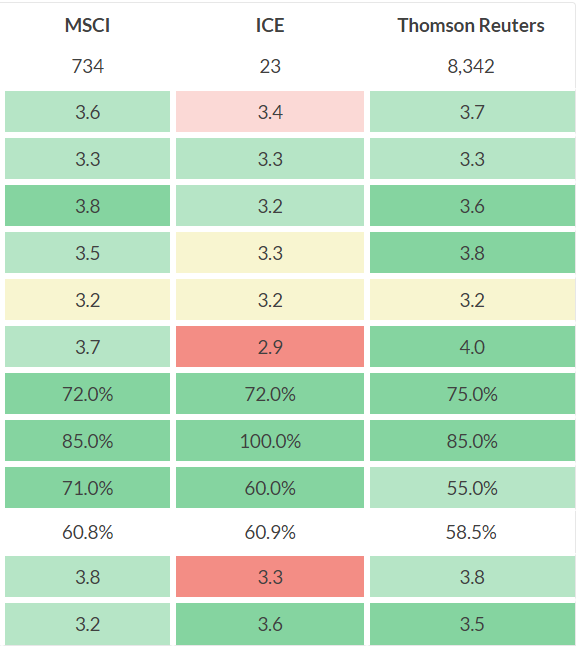 MSCI ICE Thomson Reuters
734 23 8,342
3.6 3.4 3.7
3.3 3.3 3.3
3.8 3.2 3.6
3.5 3.3 3.8
3.2 3.2 3.2
3.7 2.9 4.0
72.0% 72.0% 75.0%
85.0% 100.0% 85.0%
71.0% 60.0% 55.0%
60.8% 60.9% 58.5%
3.8 3.3 3.8
3.2 3.6 3.5